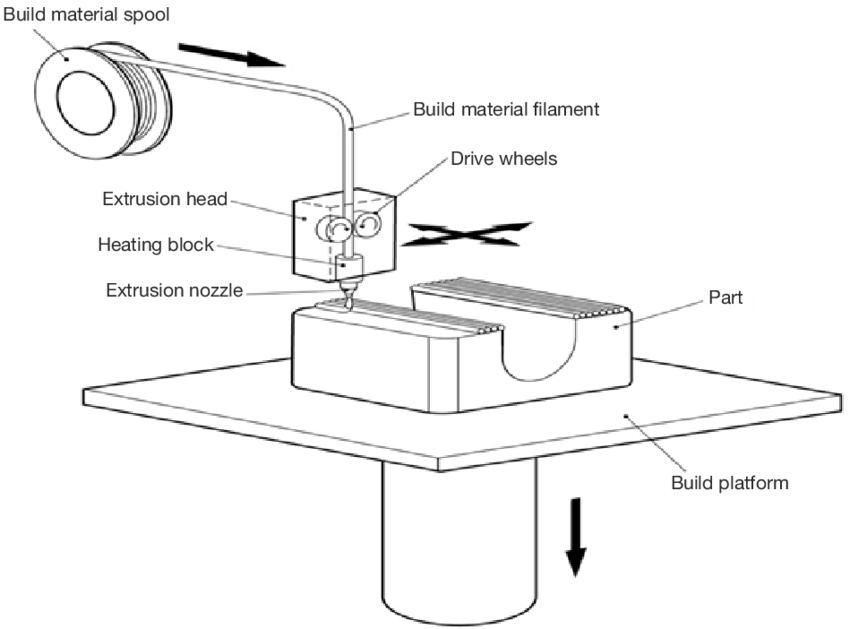 Build material spool
Build material filament
Drive wheels
Extrusion head
Heating block
Extrusion nozzle
Part
Build platform